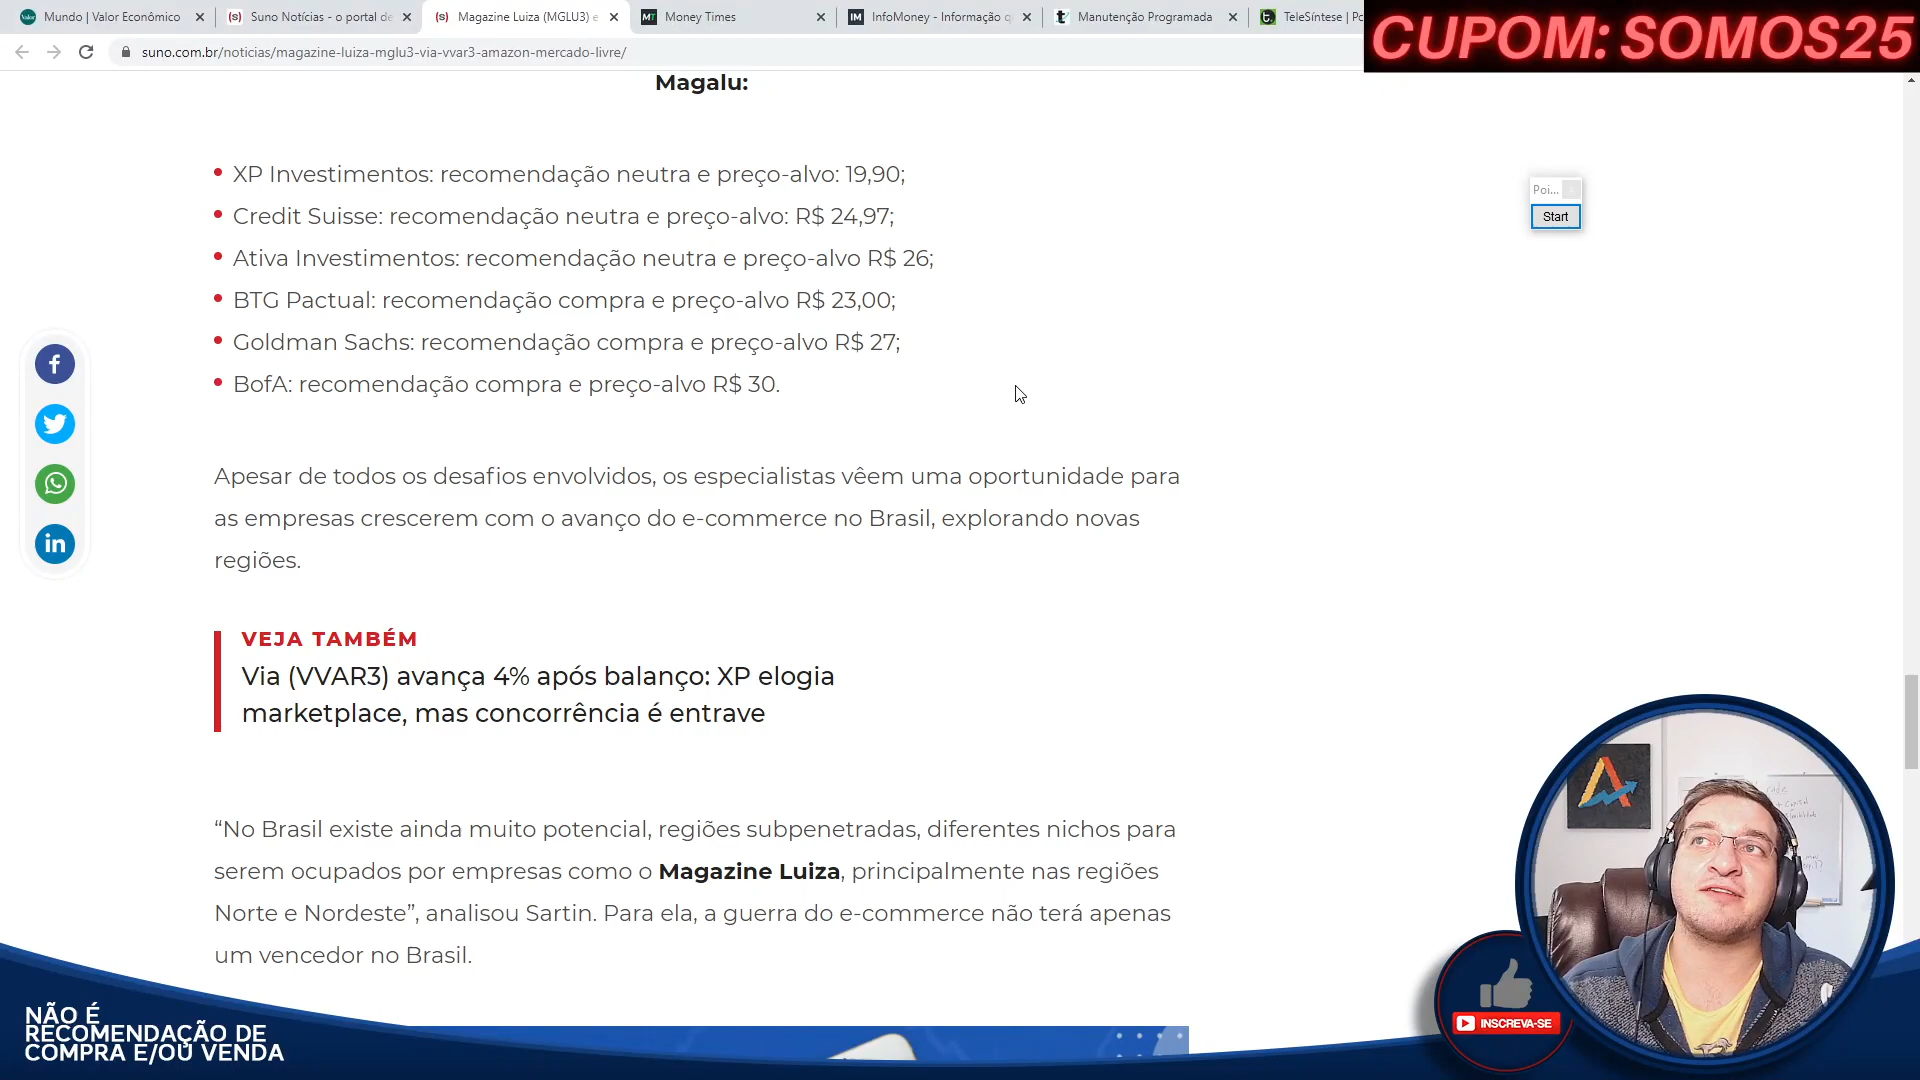 Mundo | Valor Econômico
Suno Notícias - o portal de
Magazine Luiza (MGLU3) e
Money Times
InfoMoney - Informação q
Manutenção Programada
TeleSíntese | Po
CUPOM: SOMOS25
suno.com.br/noticias/magazine-luiza-mglu3-via-vvar3-amazon-mercado-livre/
Magalu:
XP Investimentos: recomendação neutra e preço-alvo: 19,90;
Credit Suisse: recomendação neutra e preço-alvo: R$ 24,97;
Ativa Investimentos: recomendação neutra e preço-alvo R$ 26;
BTG Pactual: recomendação compra e preço-alvo R$ 23,00;
Goldman Sachs: recomendação compra e preço-alvo R$ 27;
BofA: recomendação compra e preço-alvo R$ 30.
Poi...
Start
Apesar de todos os desafios envolvidos, os especialistas vêem uma oportunidade para
as empresas crescerem com o avanço do e-commerce no Brasil, explorando novas
regiões.
VEJA TAMBÉM
Via (VVAR3) avança 4% após balanço: XP elogia
marketplace, mas concorrência é entrave
“No Brasil existe ainda muito potencial, regiões subpenetradas, diferentes nichos para
serem ocupados por empresas como o Magazine Luiza, principalmente nas regiões
Norte e Nordeste”, analisou Sartin. Para ela, a guerra do e-commerce não terá apenas
um vencedor no Brasil.
NÃO É
RECOMENDAÇÃO DE
COMPRA E/OU VENDA
INSCREVA-SE